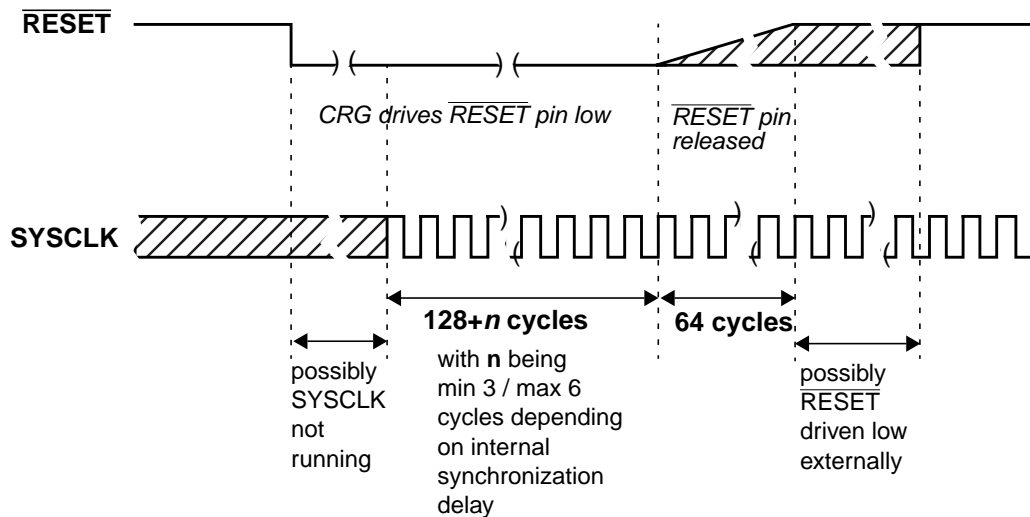 RESET
CRG drives RESET pin low
RESET pin
released
SYSCLK
128+n cycles
64 cycles
with n being
min 3 / max 6
cycles depending
on internal
synchronization
delay
possibly
SYSCLK
not
running
possibly
RESET
driven low
externally